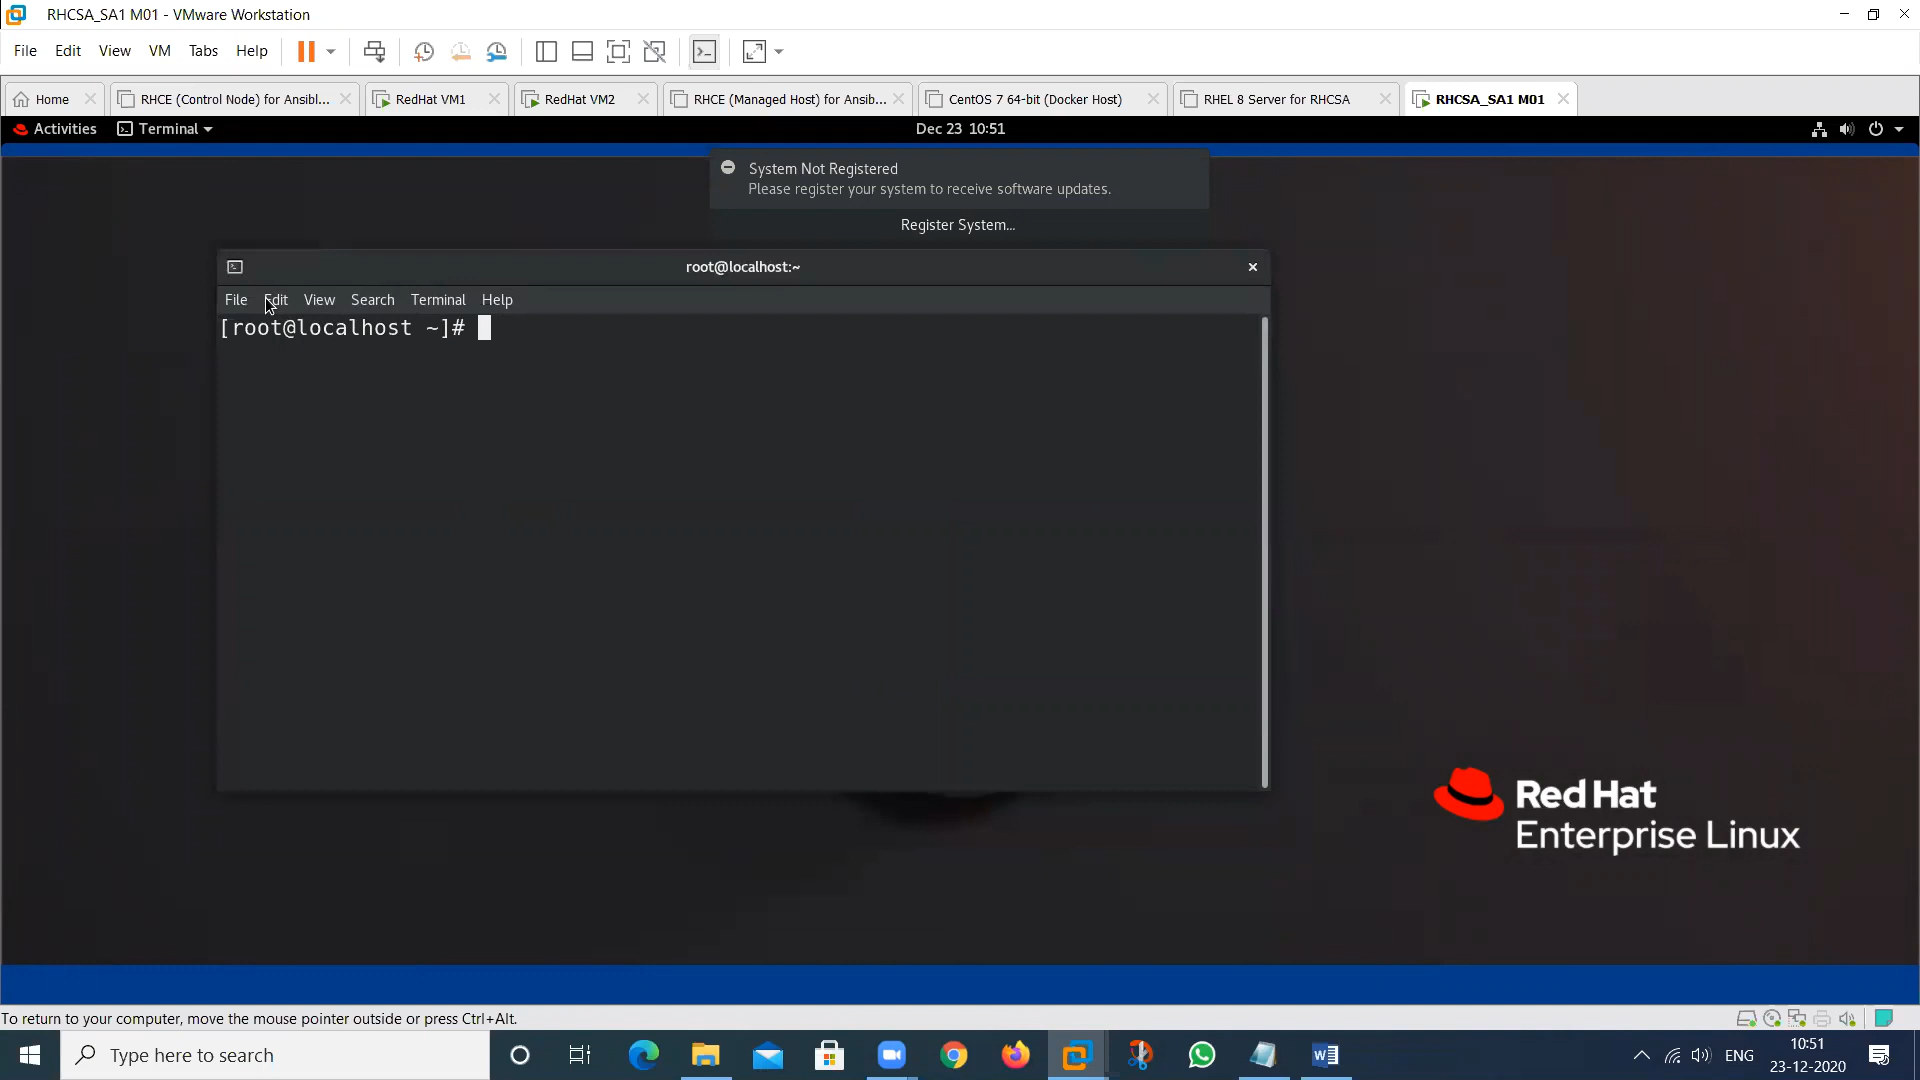 RHCSA_SA1 M01 - VMware Workstation
File Edit View VM Tabs Help
Home RHCE (Control Node) for Ansibl... RedHat VM1 RedHat VM2 RHCE (Managed Host) for Ansib... CentOS 7 64-bit (Docker Host) RHEL 8 Server for RHCSA RHCSA_SA1 M01
Activities Terminal Dec 23 10:51
System Not Registered
Please register your system to receive software updates.
Register System...
root@localhost:~
File Edit View Search Terminal Help
[root@localhost ~]#
Red Hat
Enterprise Linux
To return to your computer, move the mouse pointer outside or press Ctrl+Alt.
Type here to search
ENG
10:51
23-12-2020